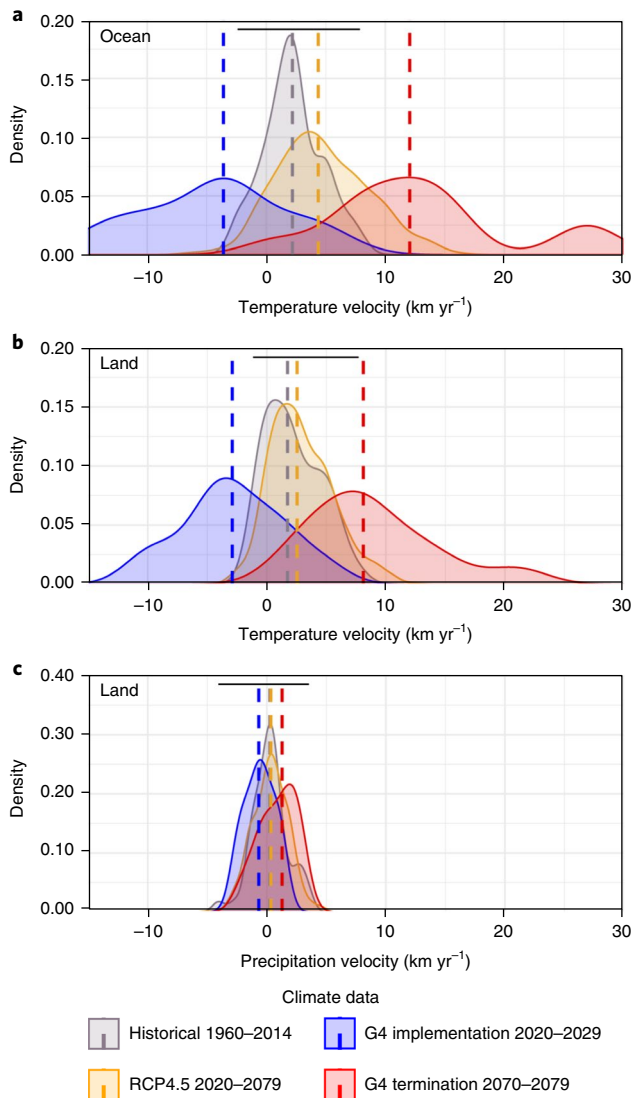 a
0.20
Ocean
0.15
0.10
0.05
0.00
Density
−10 0 10 20 30
Temperature velocity (km yr⁻¹)
b
0.20
Land
0.15
0.10
0.05
0.00
Density
−10 0 10 20 30
Temperature velocity (km yr⁻¹)
c
0.40
Land
0.30
0.20
0.10
0.00
Density
−10 0 10 20 30
Precipitation velocity (km yr⁻¹)
Climate data
Historical 1960–2014 G4 implementation 2020–2029
RCP4.5 2020–2079 G4 termination 2070–2079